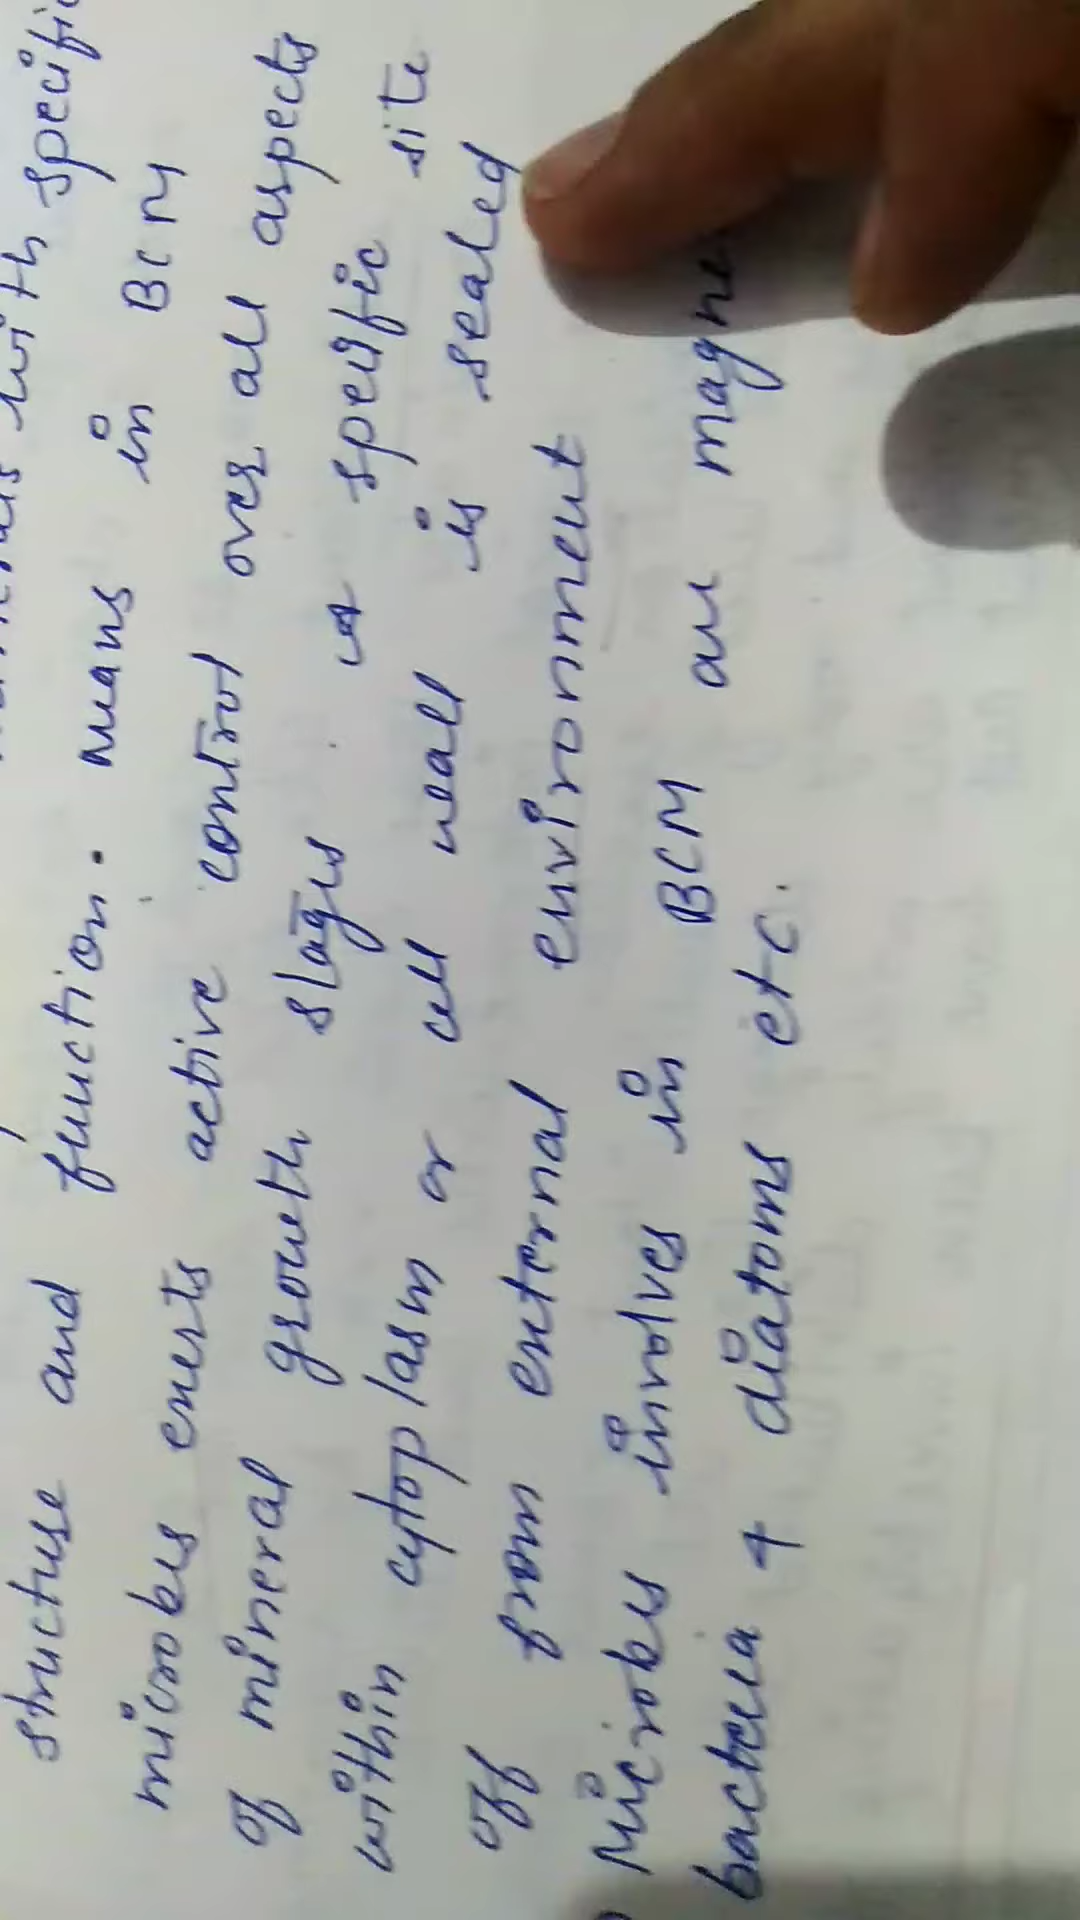 with specific
structure and function. means in BCM
microbes exerts active control over all aspects
of mineral growth stages. a specific site
within cytoplasm or cell wall is sealed
off from external environment
Microbes involves in BCM are
bacteria & diatoms etc.